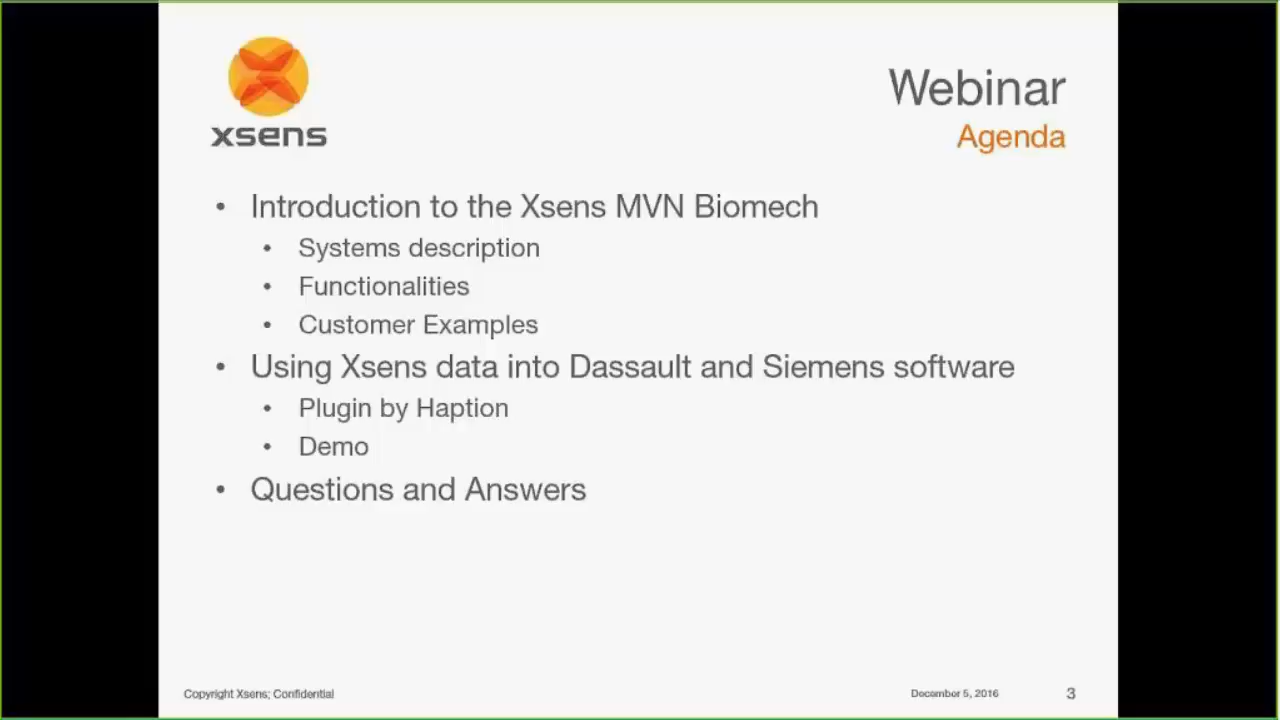 xsens
Webinar
Agenda
• Introduction to the Xsens MVN Biomech
• Systems description
• Functionalities
• Customer Examples
• Using Xsens data into Dassault and Siemens software
• Plugin by Haption
• Demo
• Questions and Answers
Copyright Xsens; Confidential
December 5, 2016
3